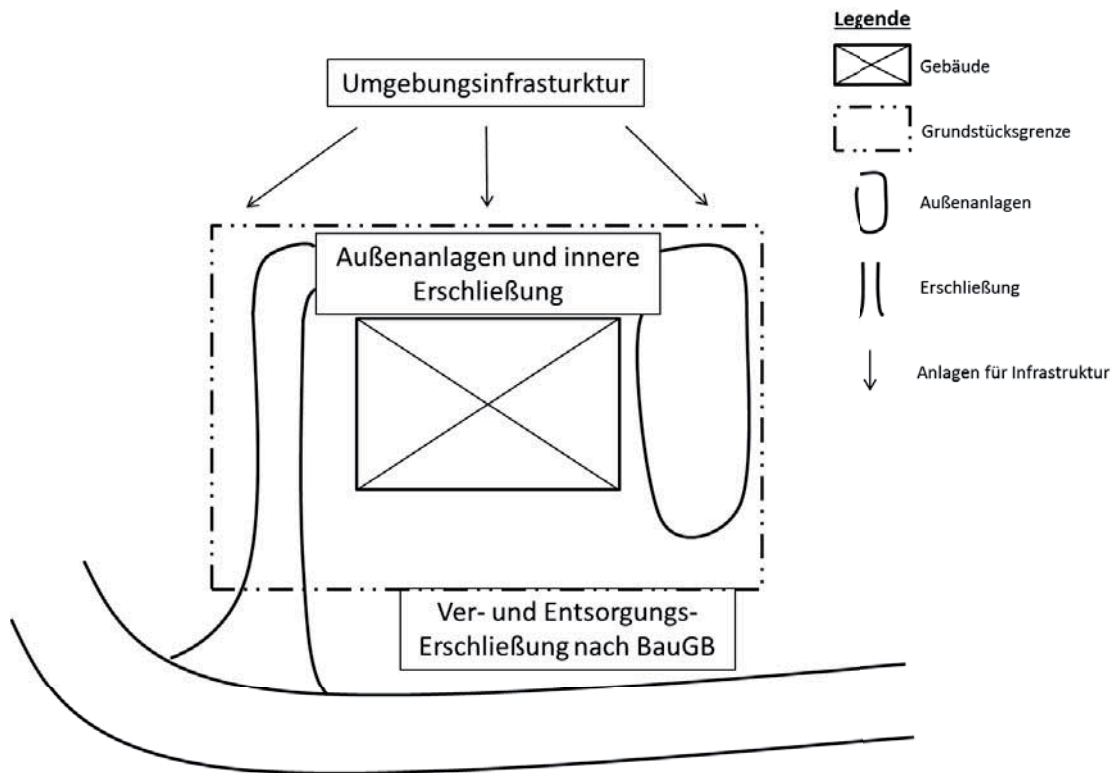 Umgebungsinfrasturktur
Außenanlagen und innere
Erschließung
Ver- und Entsorgungs-
Erschließung nach BauGB
Legende
Gebäude
Grundstücksgrenze
Außenanlagen
Erschließung
Anlagen für Infrastruktur